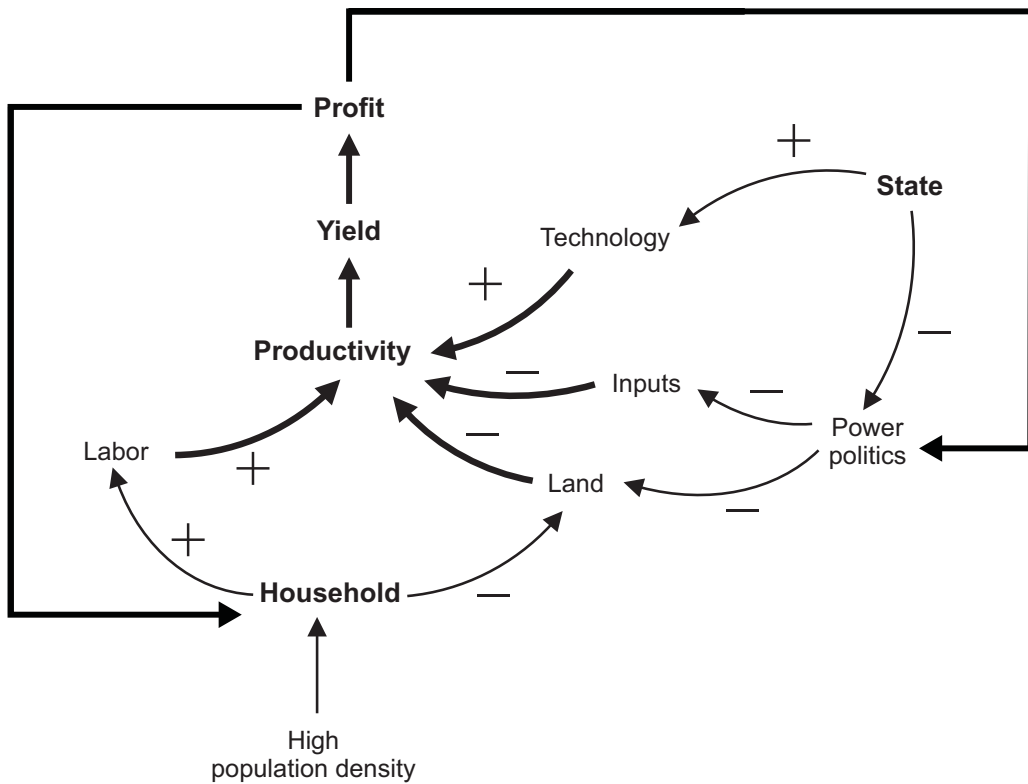 Profit
+
State
Yield
Technology
+
Productivity
—
—
Inputs
—
Power
politics
—
Labor
+
Land
—
+
Household
—
High
population density